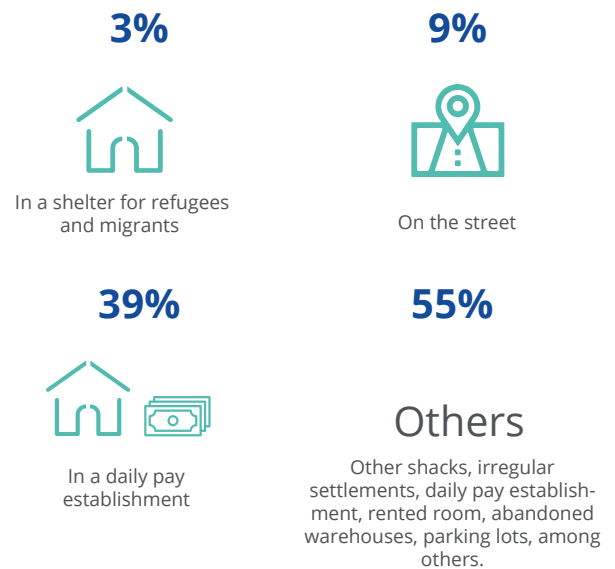 3%
9%
In a shelter for refugees
and migrants
On the street
39%
55%
In a daily pay
establishment
Others
Other shacks, irregular
settlements, daily pay establish-
ment, rented room, abandoned
warehouses, parking lots, among
others.